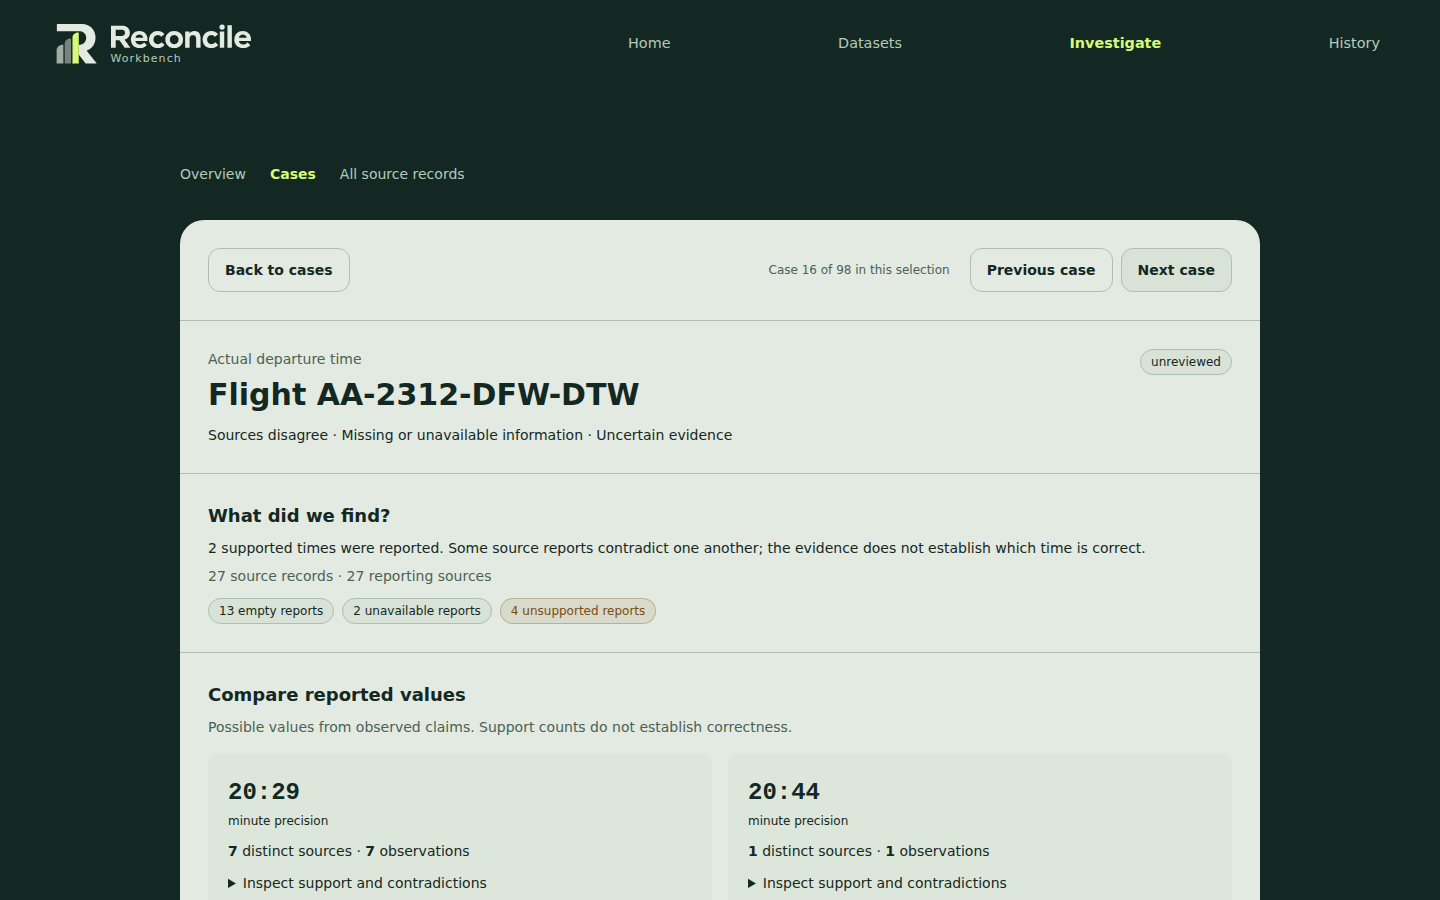 Reconcile
Workbench
Home
Datasets
Investigate
History
Overview
Cases
All source records
Back to cases
Case 16 of 98 in this selection
Previous case
Next case
Actual departure time
unreviewed
Flight AA-2312-DFW-DTW
Sources disagree · Missing or unavailable information · Uncertain evidence
What did we find?
2 supported times were reported. Some source reports contradict one another; the evidence does not establish which time is correct.
27 source records · 27 reporting sources
13 empty reports
2 unavailable reports
4 unsupported reports
Compare reported values
Possible values from observed claims. Support counts do not establish correctness.
20:29
minute precision
7 distinct sources · 7 observations
Inspect support and contradictions
20:44
minute precision
1 distinct sources · 1 observations
Inspect support and contradictions